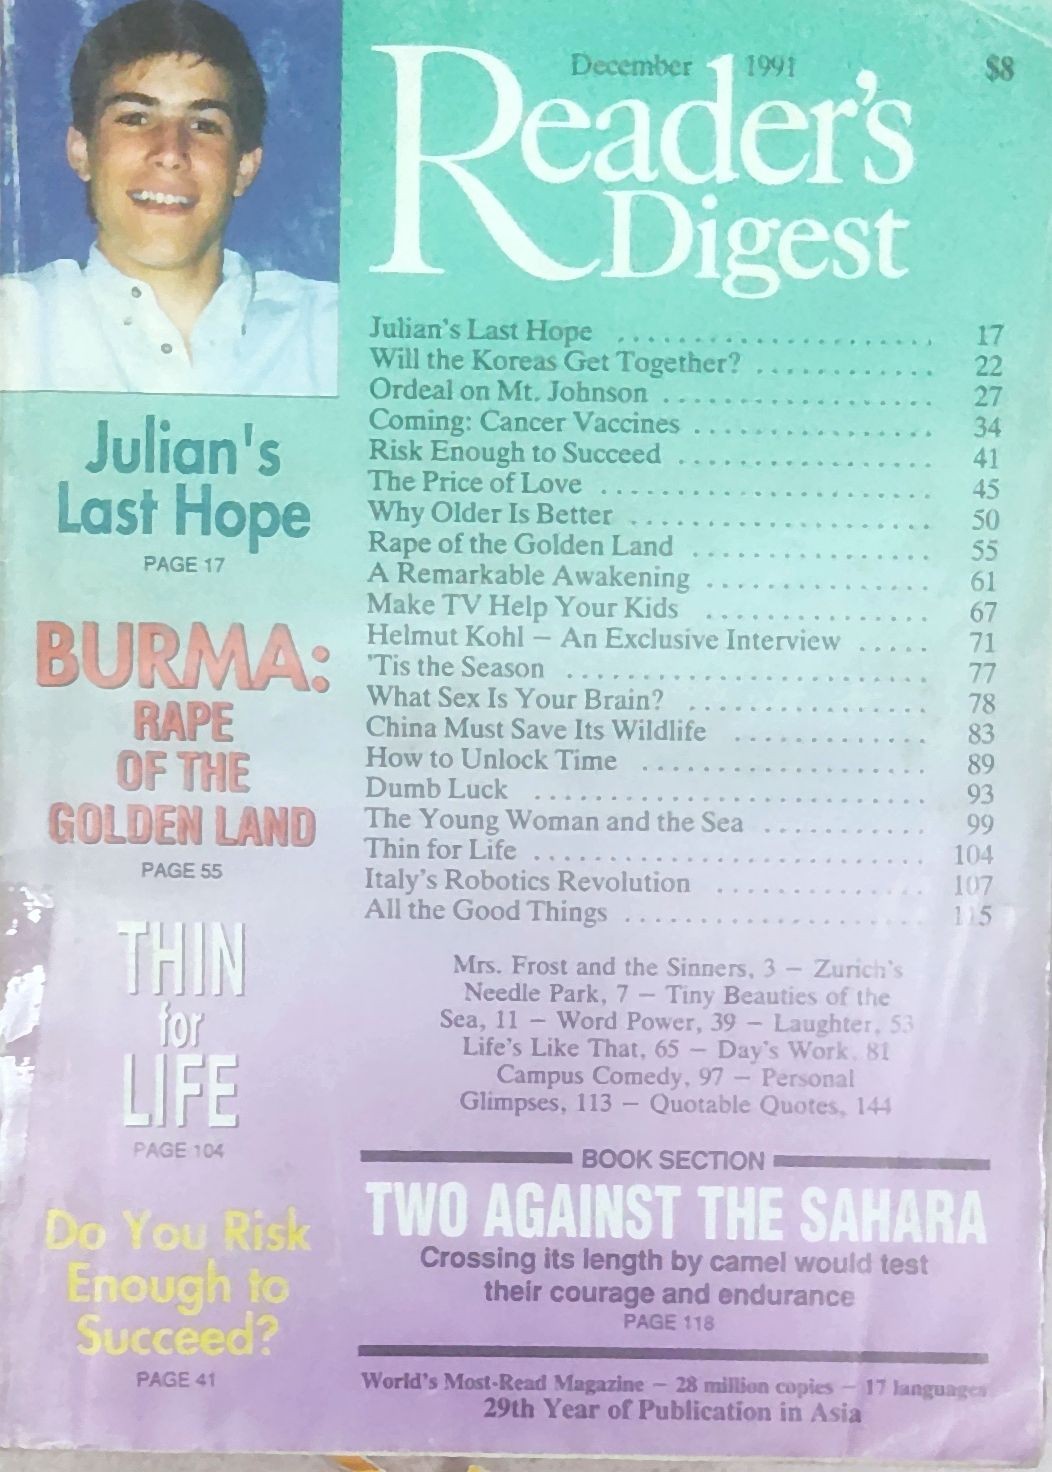 December 1991
$8
Reader's
Digest
Julian's
Last Hope
PAGE 17
BURMA:
RAPE
OF THE
GOLDEN LAND
PAGE 55
THIN
for
LIFE
PAGE 104
Do You Risk
Enough to
Succeed?
PAGE 41
Julian's Last Hope ...................... 17
Will the Koreas Get Together? ............ 22
Ordeal on Mt. Johnson ................... 27
Coming: Cancer Vaccines ................ 34
Risk Enough to Succeed .................. 41
The Price of Love ....................... 45
Why Older Is Better ..................... 50
Rape of the Golden Land ................. 55
A Remarkable Awakening ................ 61
Make TV Help Your Kids ................ 67
Helmut Kohl – An Exclusive Interview ..... 71
'Tis the Season ......................... 77
What Sex Is Your Brain? ................. 78
China Must Save Its Wildlife ............. 83
How to Unlock Time .................... 89
Dumb Luck ........................... 93
The Young Woman and the Sea ........... 99
Thin for Life .......................... 104
Italy's Robotics Revolution .............. 107
All the Good Things .................... 115
Mrs. Frost and the Sinners, 3 – Zurich's
Needle Park, 7 – Tiny Beauties of the
Sea, 11 – Word Power, 39 – Laughter, 53
Life's Like That, 65 – Day's Work, 81
Campus Comedy, 97 – Personal
Glimpses, 113 – Quotable Quotes, 144
BOOK SECTION
TWO AGAINST THE SAHARA
Crossing its length by camel would test
their courage and endurance
PAGE 118
World's Most-Read Magazine – 28 million copies – 17 languages
29th Year of Publication in Asia